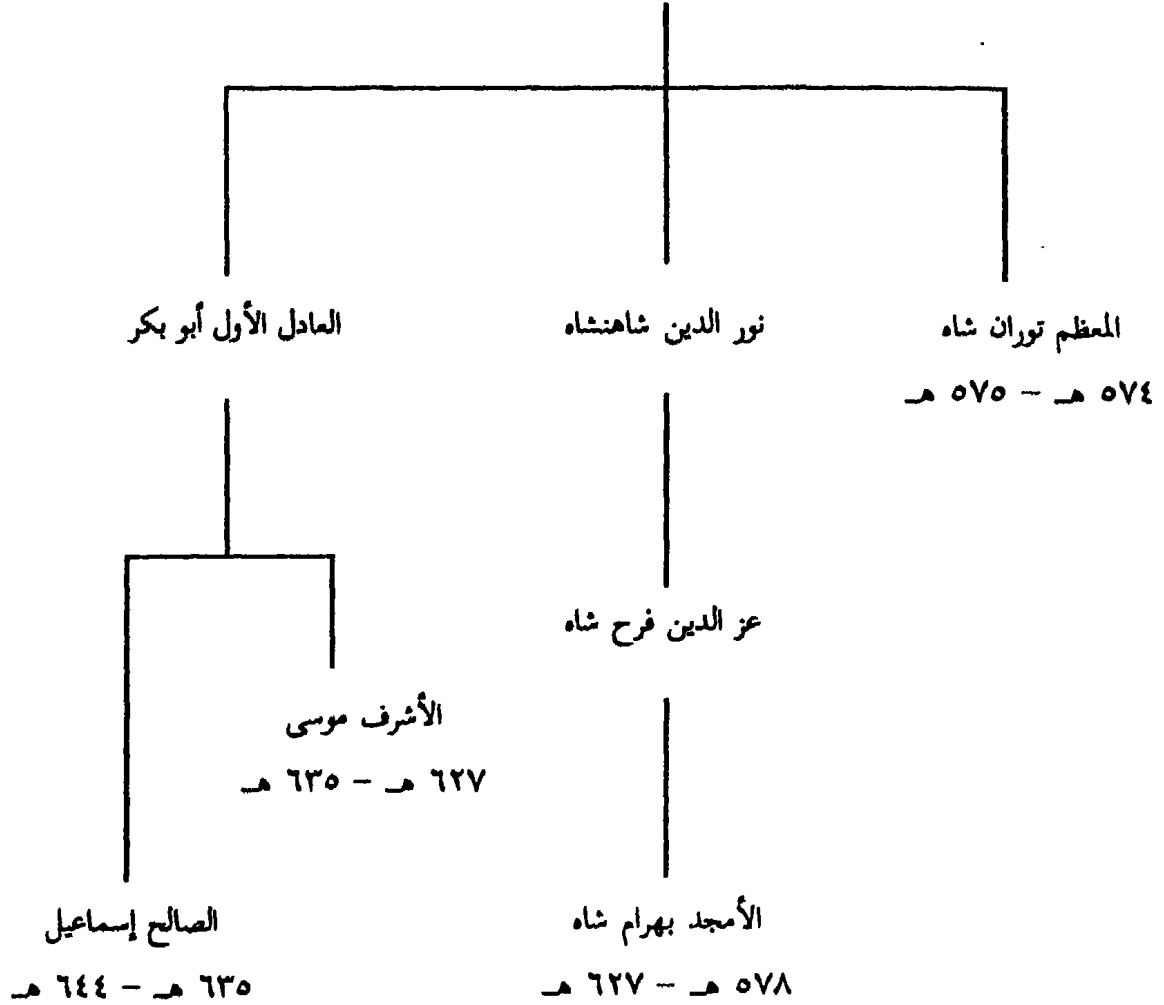 المعظم توران شاه
٥٧٤ هـ – ٥٧٥ هـ
نور الدين شاهنشاه
العادل الأول أبو بكر
عز الدين فرح شاه
الأشرف موسى
٦٢٧ هـ – ٦٣٥ هـ
الأمجد بهرام شاه
٥٧٨ هـ – ٦٢٧ هـ
الصالح إسماعيل
٦٣٥ هـ – ٦٤٤ هـ